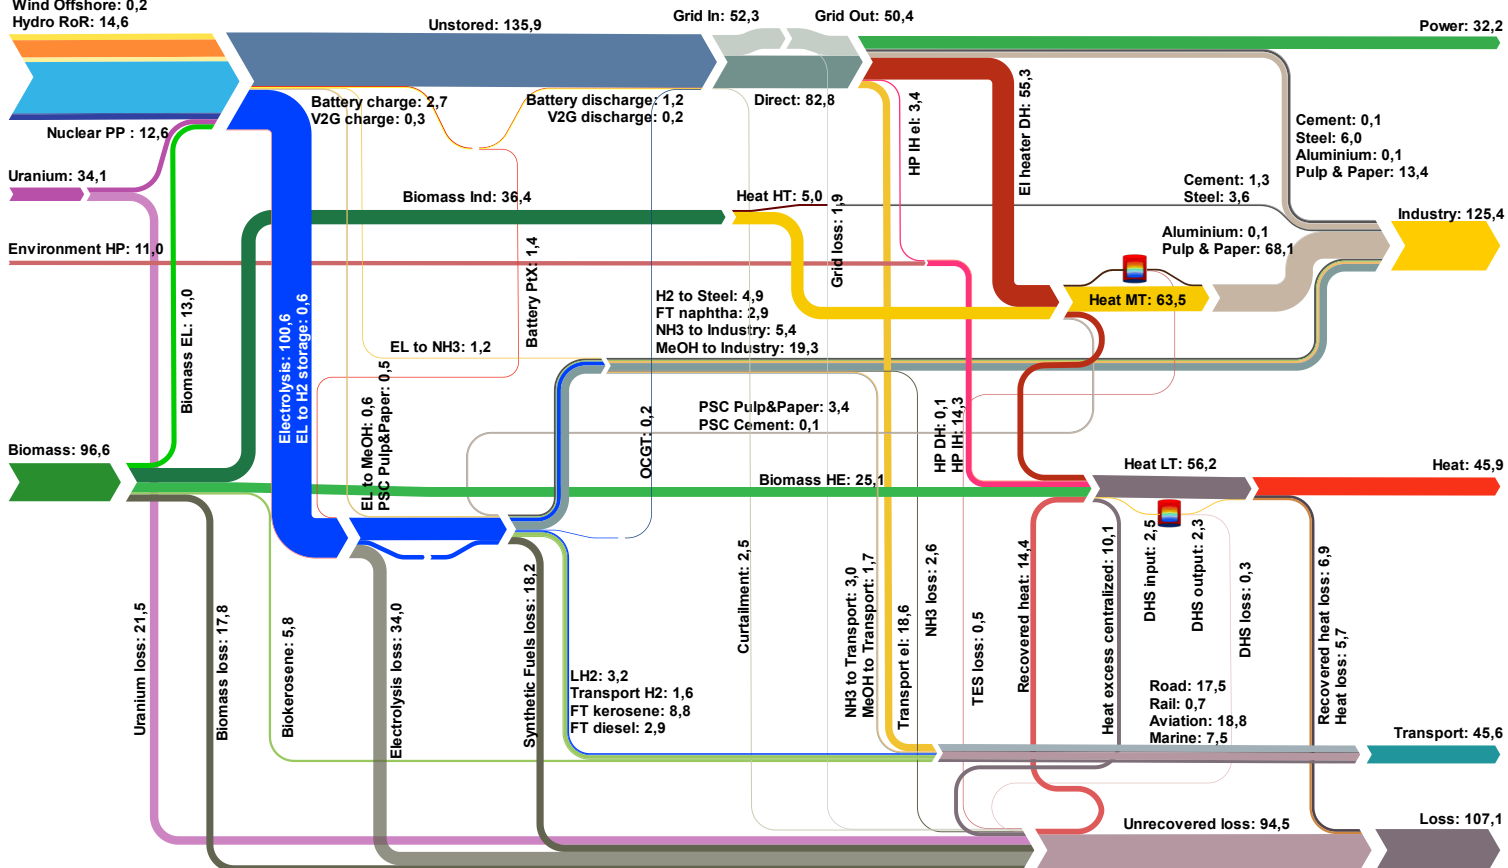 Wind Offshore: 0,2
Hydro RoR: 14,6
Unstored: 135,9
Grid In: 52,3
Grid Out: 50,4
Power: 32,2
Battery charge: 2,7
V2G charge: 0,3
Battery discharge: 1,2
V2G discharge: 0,2
Direct: 82,8
HP IH el: 3,4
El heater DH: 55,3
Nuclear PP : 12,6
Cement: 0,1
Steel: 6,0
Aluminium: 0,1
Pulp & Paper: 13,4
Uranium: 34,1
Biomass Ind: 36,4
Heat HT: 5,0
Cement: 1,3
Steel: 3,6
Industry: 125,4
Aluminium: 0,1
Pulp & Paper: 68,1
Environment HP: 11,0
Grid loss: 1,9
Battery PtX: 1,4
Biomass EL: 13,0
Electrolysis: 100,6
EL to H2 storage: 0,6
H2 to Steel: 4,9
FT naphtha: 2,9
NH3 to Industry: 5,4
MeOH to Industry: 19,3
Heat MT: 63,5
EL to NH3: 1,2
EL to MeOH: 0,6
PSC Pulp&Paper: 0,5
PSC Pulp&Paper: 3,4
PSC Cement: 0,1
OCGT: 0,2
HP DH: 0,1
HP IH: 14,3
Biomass: 96,6
Biomass HE: 25,1
Heat LT: 56,2
Heat: 45,9
Uranium loss: 21,5
Biomass loss: 17,8
Biokerosene: 5,8
Electrolysis loss: 34,0
Synthetic Fuels loss: 18,2
LH2: 3,2
Transport H2: 1,6
FT kerosene: 8,8
FT diesel: 2,9
Curtailment: 2,5
NH3 to Transport: 3,0
MeOH to Transport: 1,7
Transport el: 18,6
NH3 loss: 2,6
TES loss: 0,5
Recovered heat: 14,4
Heat excess centralized: 10,1
DHS input: 2,5
DHS output: 2,3
DHS loss: 0,3
Recovered heat loss: 6,9
Heat loss: 5,7
Road: 17,5
Rail: 0,7
Aviation: 18,8
Marine: 7,5
Transport: 45,6
Unrecovered loss: 94,5
Loss: 107,1